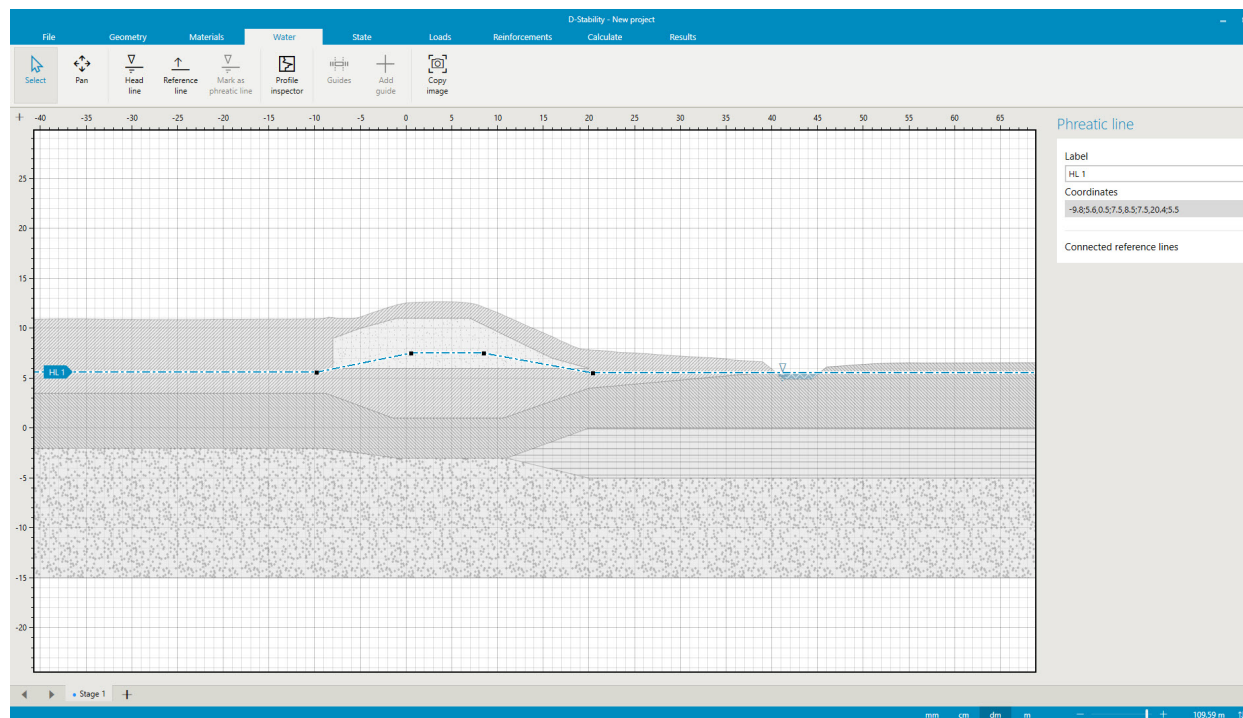 D-Stability - New project
File Geometry Materials Water State Loads Reinforcements Calculate Results
Select Pan Head line Reference line Mark as phreatic line Profile inspector Guides Add guide Copy image
-40 -35 -30 -25 -20 -15 -10 -5 0 5 10 15 20 25 30 35 40 45 50 55 60 65
Phreatic line
Label
HL 1
Coordinates
-9.8;5.6,0.5;7.5,8.5;7.5,20.4;5.5
Connected reference lines
25
20
15
10
5
0
-5
-10
-15
-20
HL 1
Stage 1
mm cm dm m 109.59 m